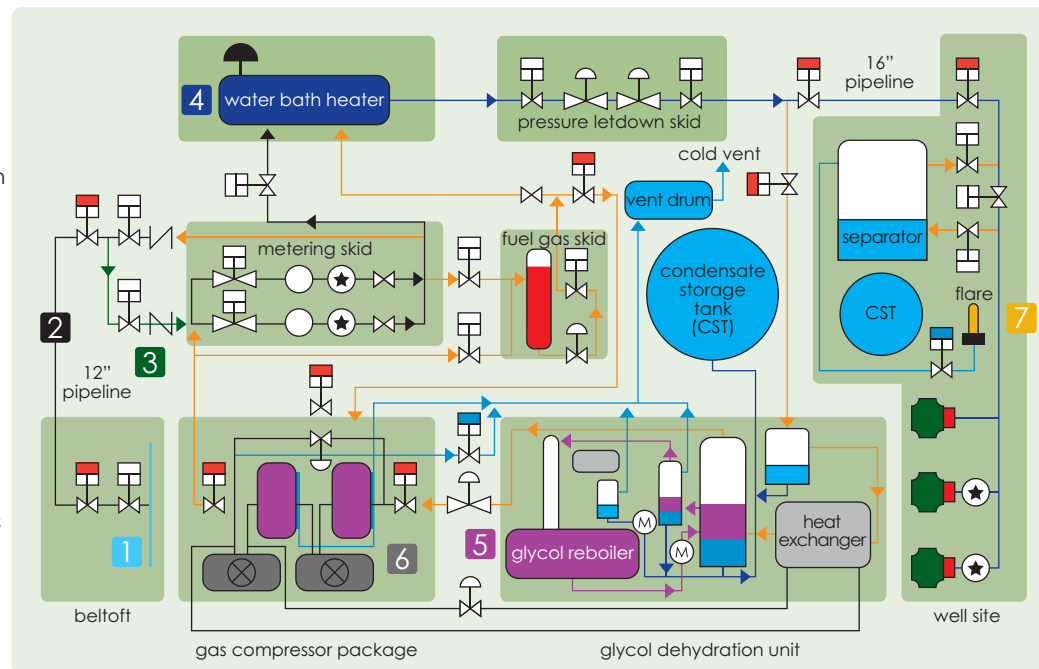 16"
pipeline
4
water bath heater
pressure letdown skid
cold vent
n
vent drum
metering skid
fuel gas skid
separator
condensate
storage
tank
(CST)
CST
flare
7
2
3
12"
pipeline
1
6
5
glycol reboiler
M
M
heat
exchanger
s
beltoft
gas compressor package
glycol dehydration unit
well site